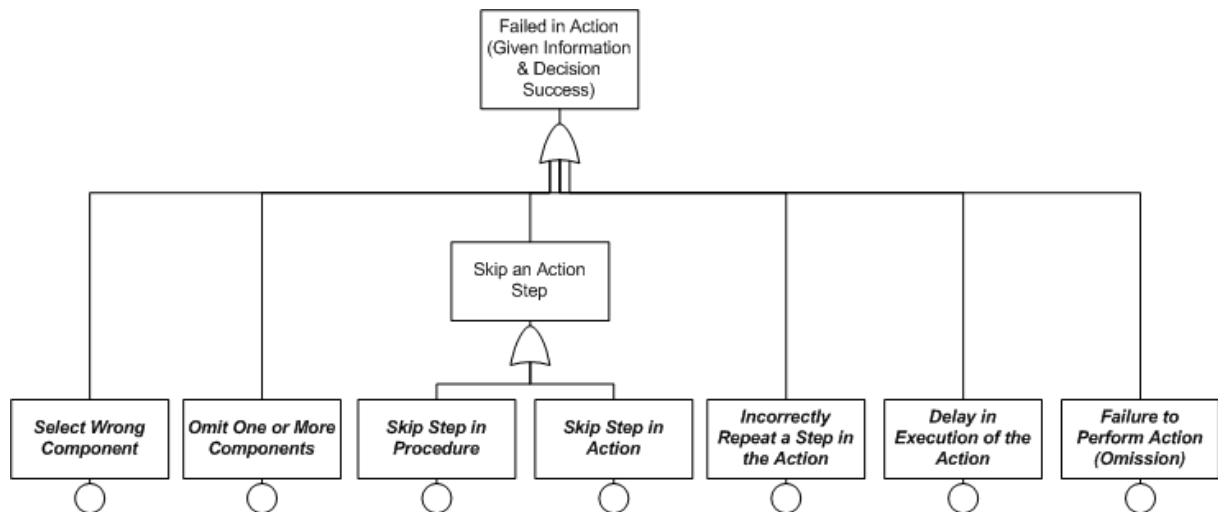 Failed in Action
(Given Information
& Decision
Success)
Skip an Action
Step
Select Wrong
Component
Omit One or More
Components
Skip Step in
Procedure
Skip Step in
Action
Incorrectly
Repeat a Step in
the Action
Delay in
Execution of the
Action
Failure to
Perform Action
(Omission)